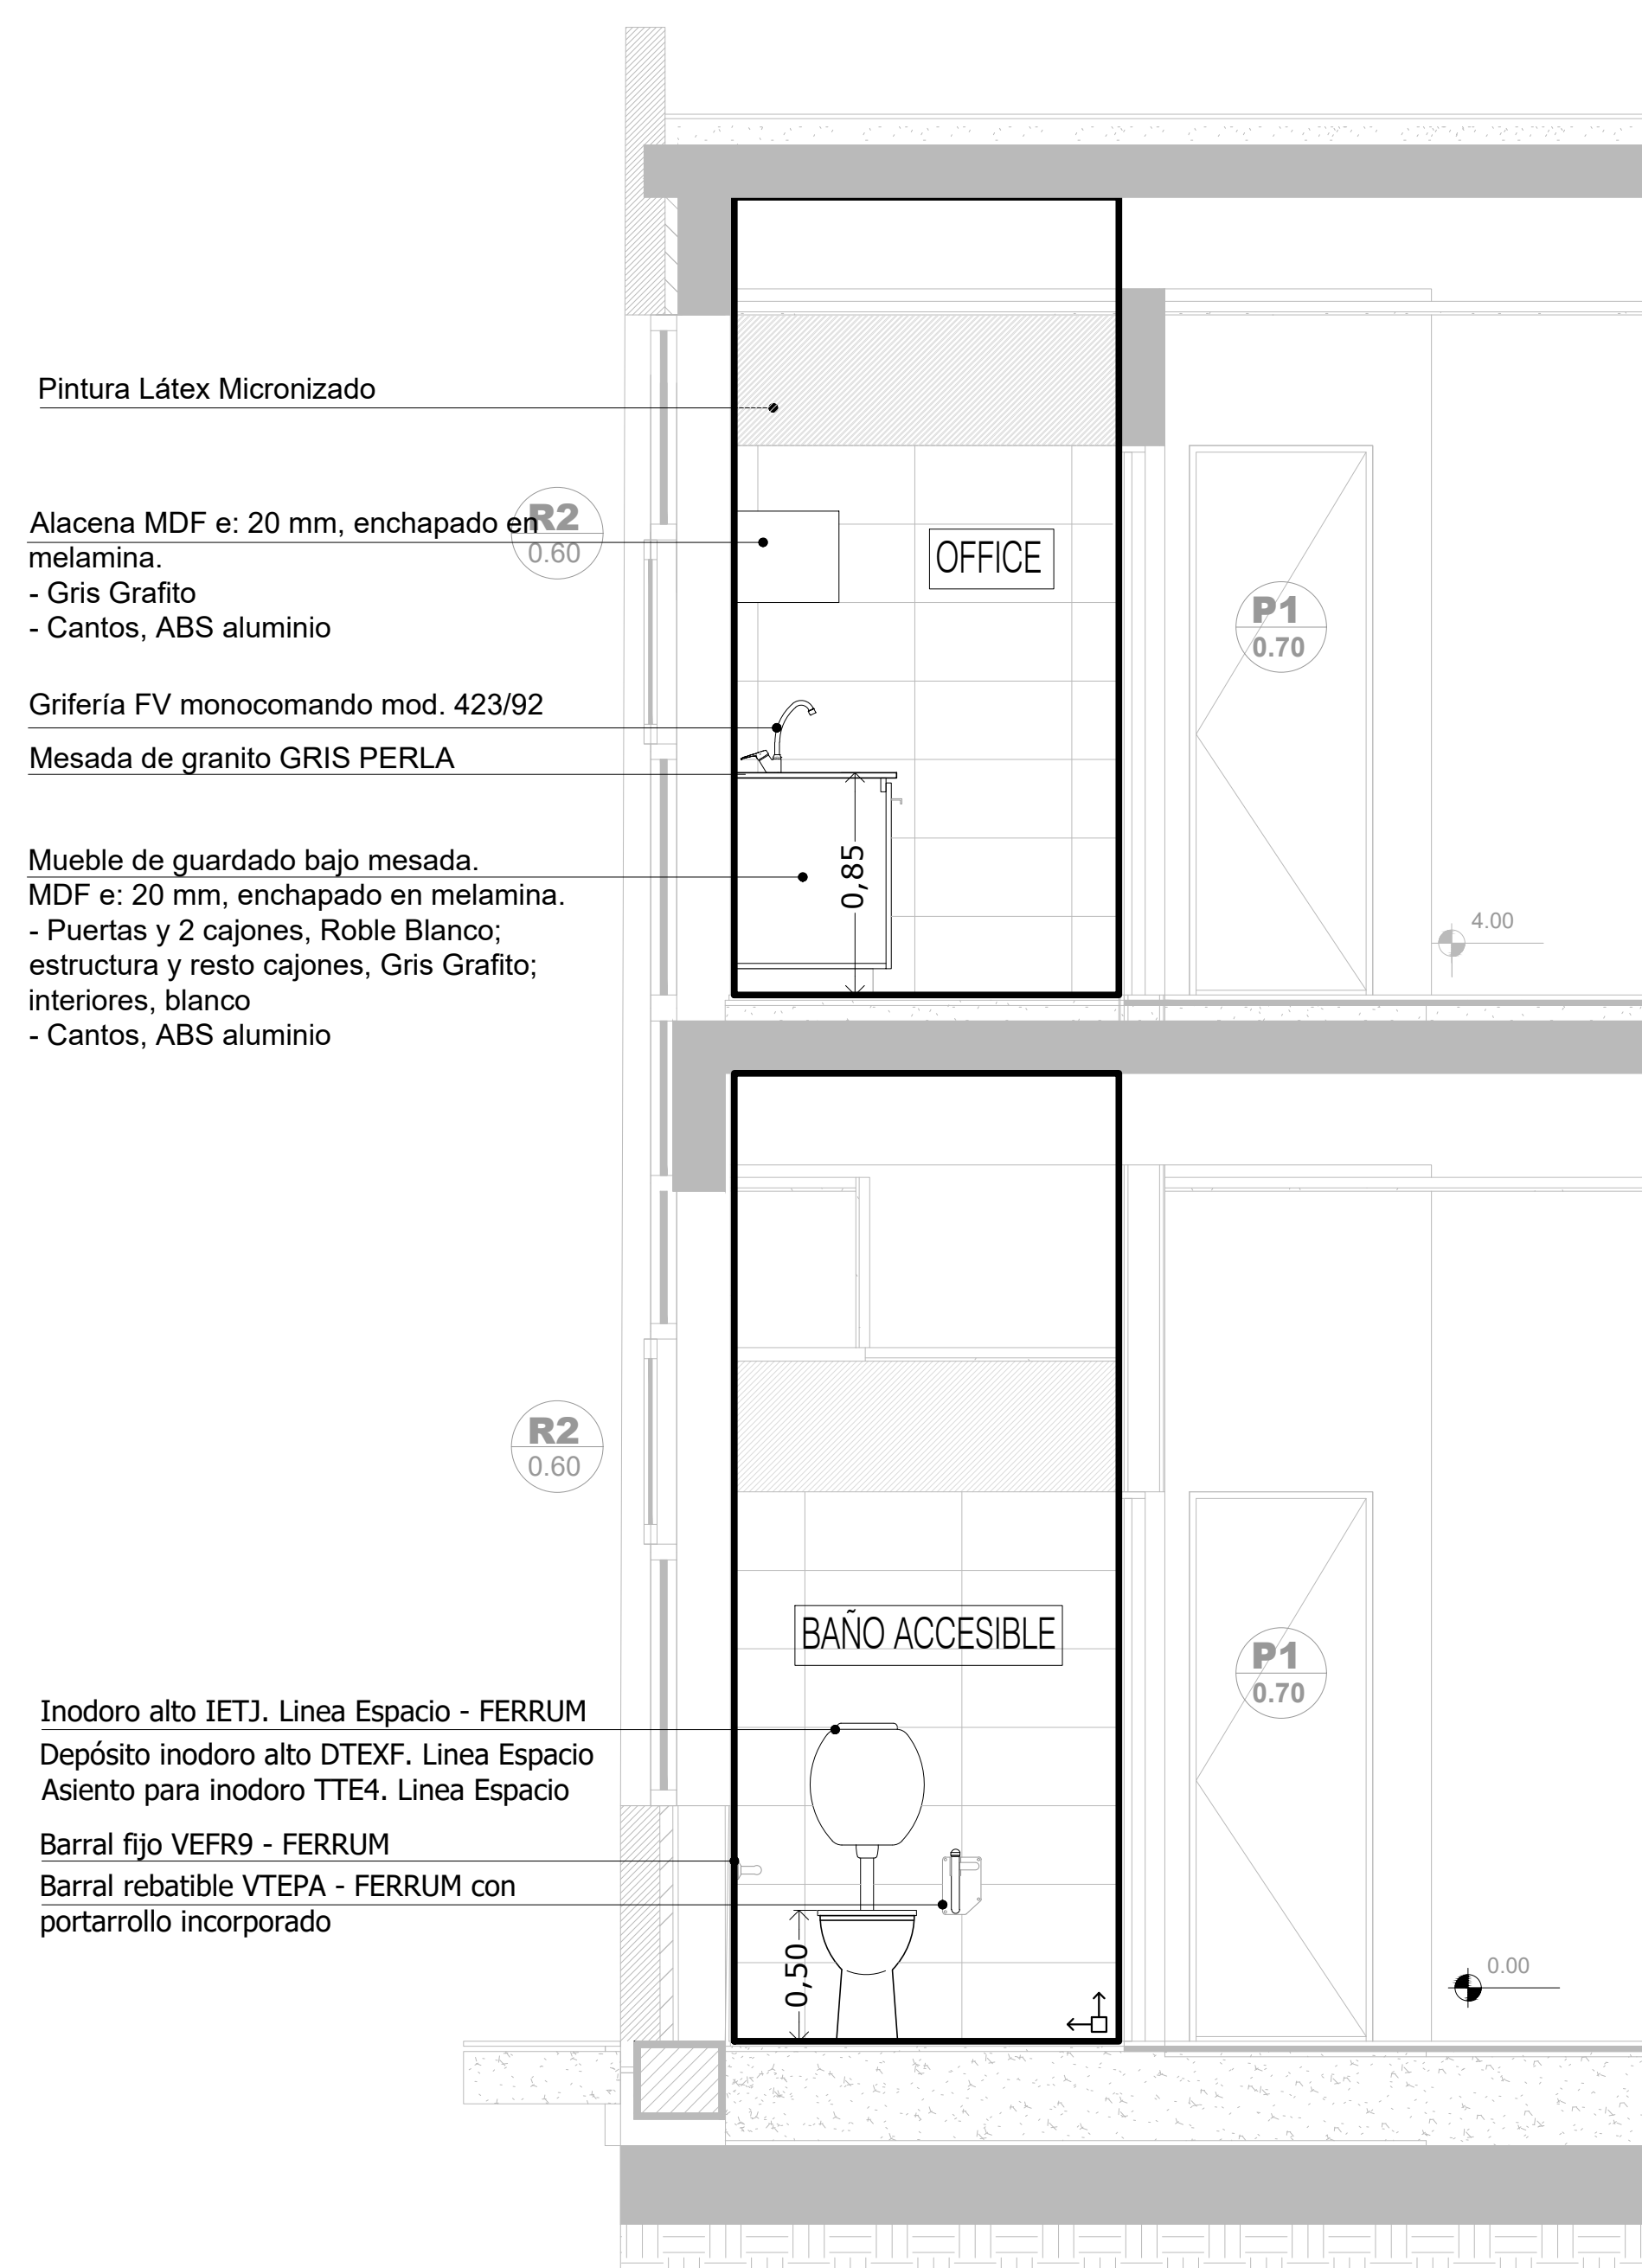 Pintura Látex Micronizado
Alacena MDF e: 20 mm, enchapado en
melamina.
- Gris Grafito
- Cantos, ABS aluminio
R2
0.60
OFFICE
P1
0.70
Grifería FV monocomando mod. 423/92
Mesada de granito GRIS PERLA
Mueble de guardado bajo mesada.
MDF e: 20 mm, enchapado en melamina.
- Puertas y 2 cajones, Roble Blanco;
estructura y resto cajones, Gris Grafito;
interiores, blanco
- Cantos, ABS aluminio
0,85
4.00
R2
0.60
BAÑO ACCESIBLE
P1
0.70
Inodoro alto IETJ. Linea Espacio - FERRUM
Depósito inodoro alto DTEXF. Linea Espacio
Asiento para inodoro TTE4. Linea Espacio
Barral fijo VEFR9 - FERRUM
Barral rebatible VTEPA - FERRUM con
portarrollo incorporado
0,50
0.00